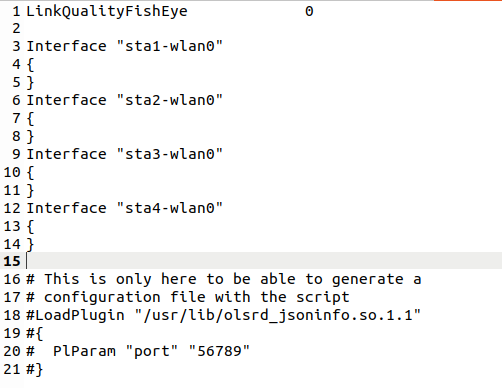 1 LinkQualityFishEye 0
2
3 Interface "sta1-wlan0"
4 {
5 }
6 Interface "sta2-wlan0"
7 {
8 }
9 Interface "sta3-wlan0"
10 {
11 }
12 Interface "sta4-wlan0"
13 {
14 }
15
16 # This is only here to be able to generate a
17 # configuration file with the script
18 #LoadPlugin "/usr/lib/olsrd_jsoninfo.so.1.1"
19 #{
20 #  PlParam "port" "56789"
21 #}